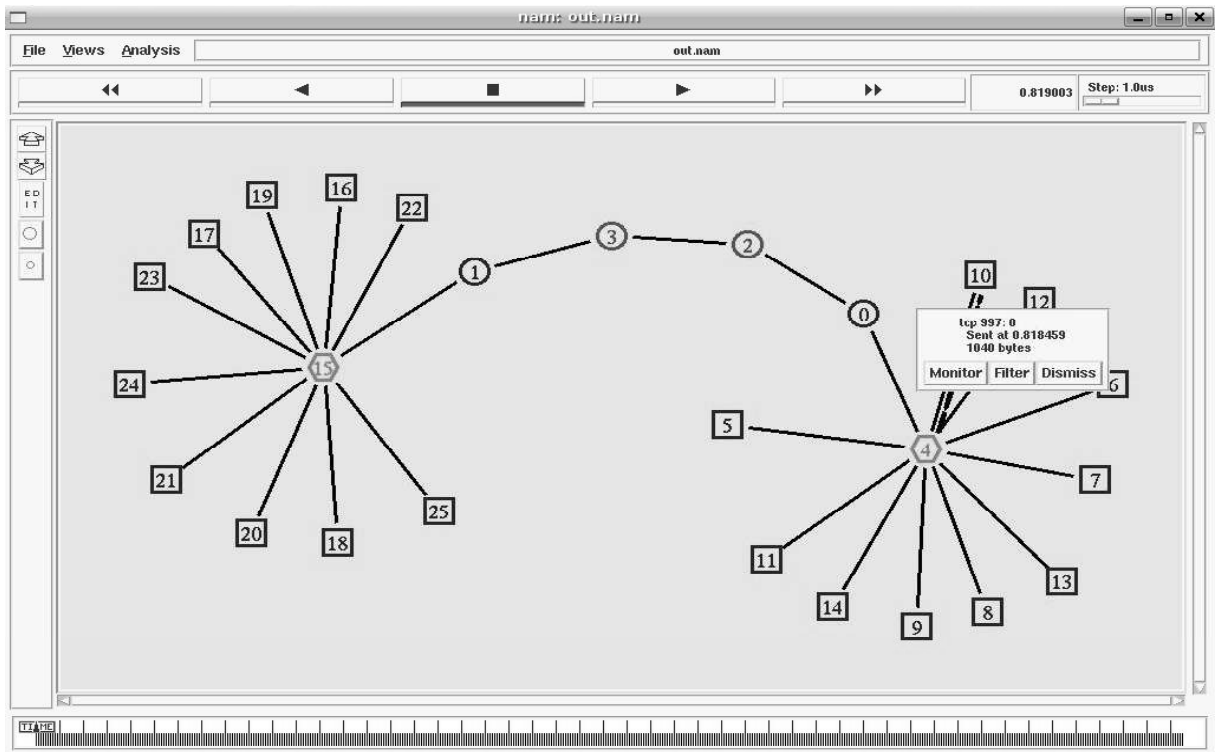 nam: out.nam
File Views Analysis out.nam
0.819003 Step: 1.0us
E D
I T
16
19
22
17
3
2
1
23
10
12
0
tcp 997: 0
Sent at 0.818459
1040 bytes
Monitor Filter Dismiss
15
24
6
5
4
7
21
25
20
18
11
13
14
8
9
TIME